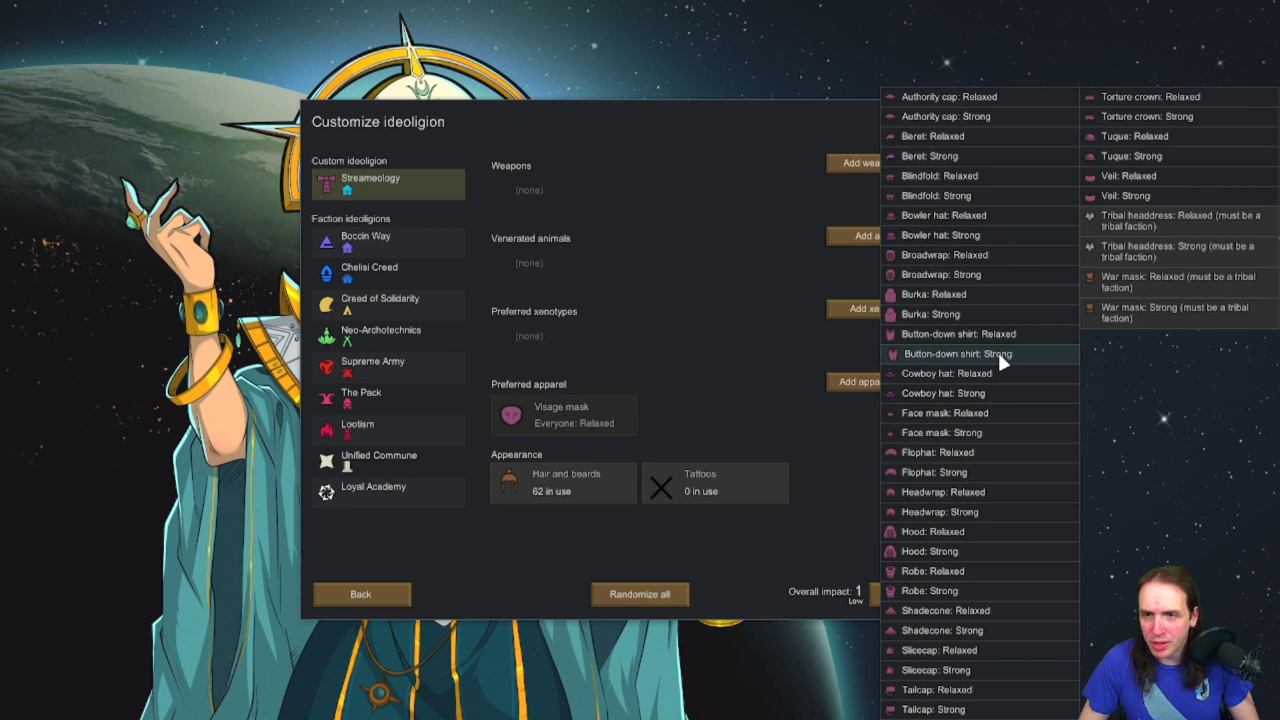 Customize ideoligion
Custom ideoligion
Streameology
Faction ideoligions
Boccin Way
Chelisi Creed
Creed of Solidarity
Neo-Archotechnics
Supreme Army
The Pack
Lootism
Unified Commune
Loyal Academy
Weapons
(none)
Venerated animals
(none)
Preferred xenotypes
(none)
Preferred apparel
Visage mask
Everyone: Relaxed
Appearance
Hair and beards
62 in use
Tattoos
0 in use
Add wea
Add a
Add xe
Add appa
Back
Randomize all
Overall impact: 1
Low
Authority cap: Relaxed
Authority cap: Strong
Beret: Relaxed
Beret: Strong
Blindfold: Relaxed
Blindfold: Strong
Bowler hat: Relaxed
Bowler hat: Strong
Broadwrap: Relaxed
Broadwrap: Strong
Burka: Relaxed
Burka: Strong
Button-down shirt: Relaxed
Button-down shirt: Strong
Cowboy hat: Relaxed
Cowboy hat: Strong
Face mask: Relaxed
Face mask: Strong
Flophat: Relaxed
Flophat: Strong
Headwrap: Relaxed
Headwrap: Strong
Hood: Relaxed
Hood: Strong
Robe: Relaxed
Robe: Strong
Shadecone: Relaxed
Shadecone: Strong
Slicecap: Relaxed
Slicecap: Strong
Tailcap: Relaxed
Tailcap: Strong
Torture crown: Relaxed
Torture crown: Strong
Tuque: Relaxed
Tuque: Strong
Veil: Relaxed
Veil: Strong
Tribal headdress: Relaxed (must be a
tribal faction)
Tribal headdress: Strong (must be a
tribal faction)
War mask: Relaxed (must be a tribal
faction)
War mask: Strong (must be a tribal
faction)